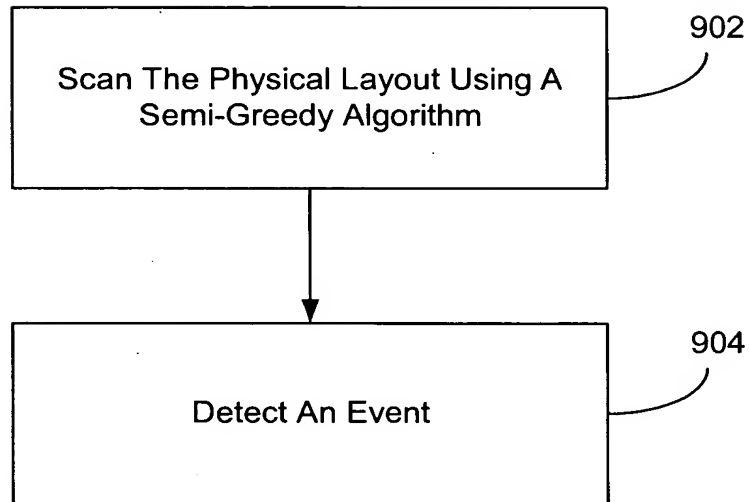 902
Scan The Physical Layout Using A
Semi-Greedy Algorithm
904
Detect An Event